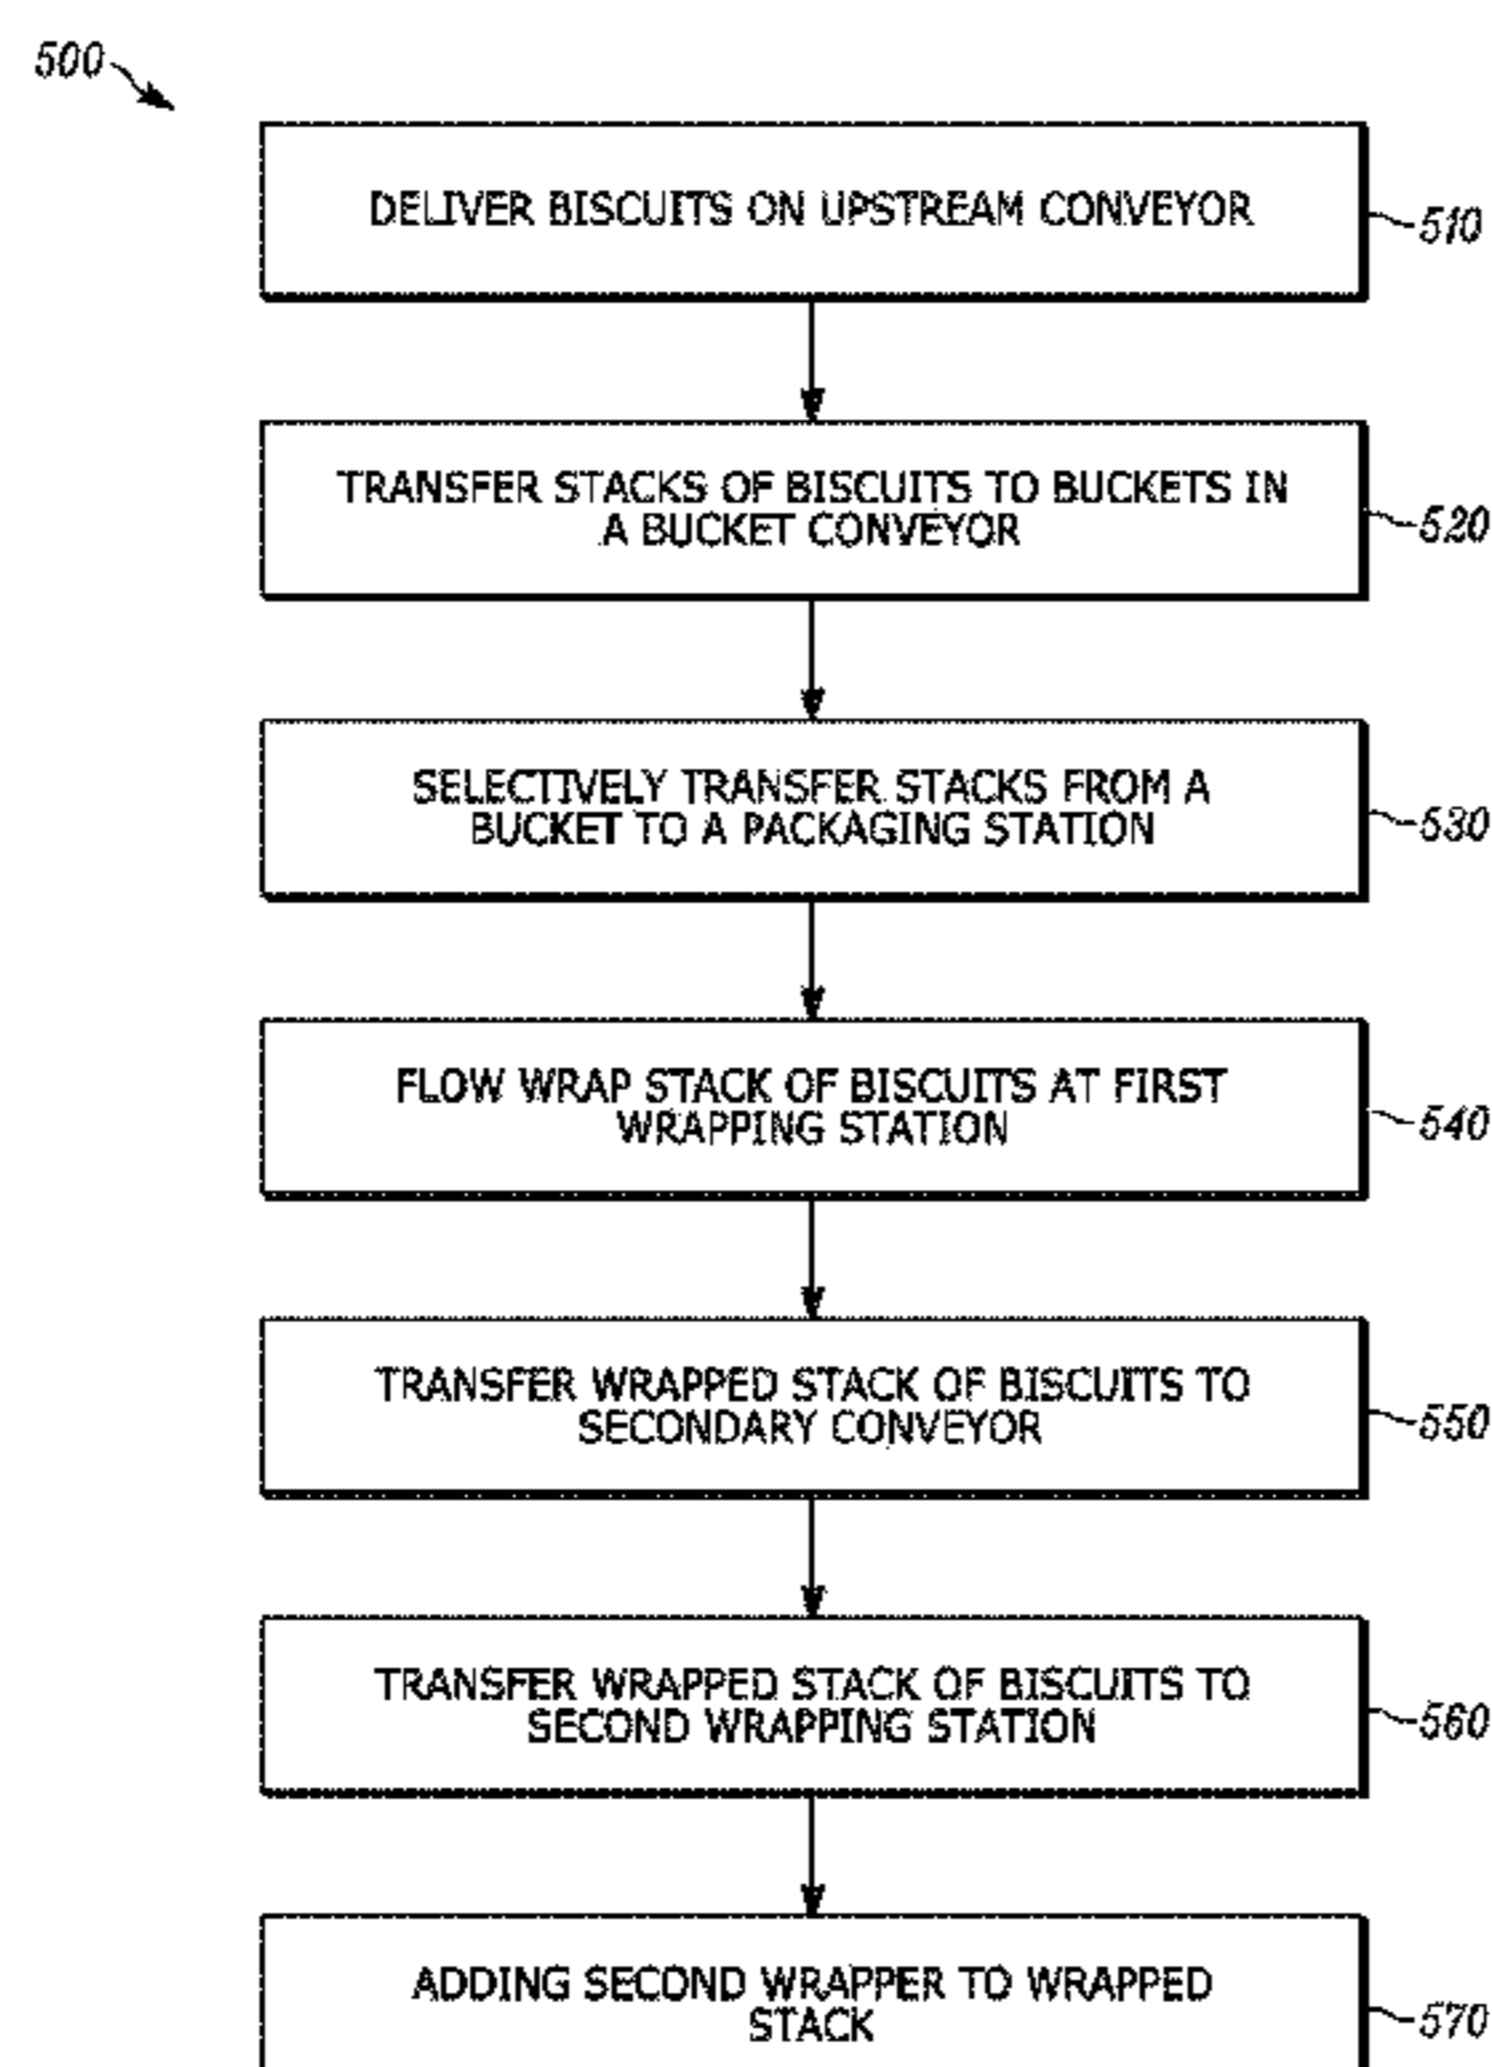 500
DELIVER BISCUITS ON UPSTREAM CONVEYOR
510
TRANSFER STACKS OF BISCUITS TO BUCKETS IN
A BUCKET CONVEYOR
520
SELECTIVELY TRANSFER STACKS FROM A
BUCKET TO A PACKAGING STATION
530
FLOW WRAP STACK OF BISCUITS AT FIRST
WRAPPING STATION
540
TRANSFER WRAPPED STACK OF BISCUITS TO
SECONDARY CONVEYOR
550
TRANSFER WRAPPED STACK OF BISCUITS TO
SECOND WRAPPING STATION
560
ADDING SECOND WRAPPER TO WRAPPED
STACK
570